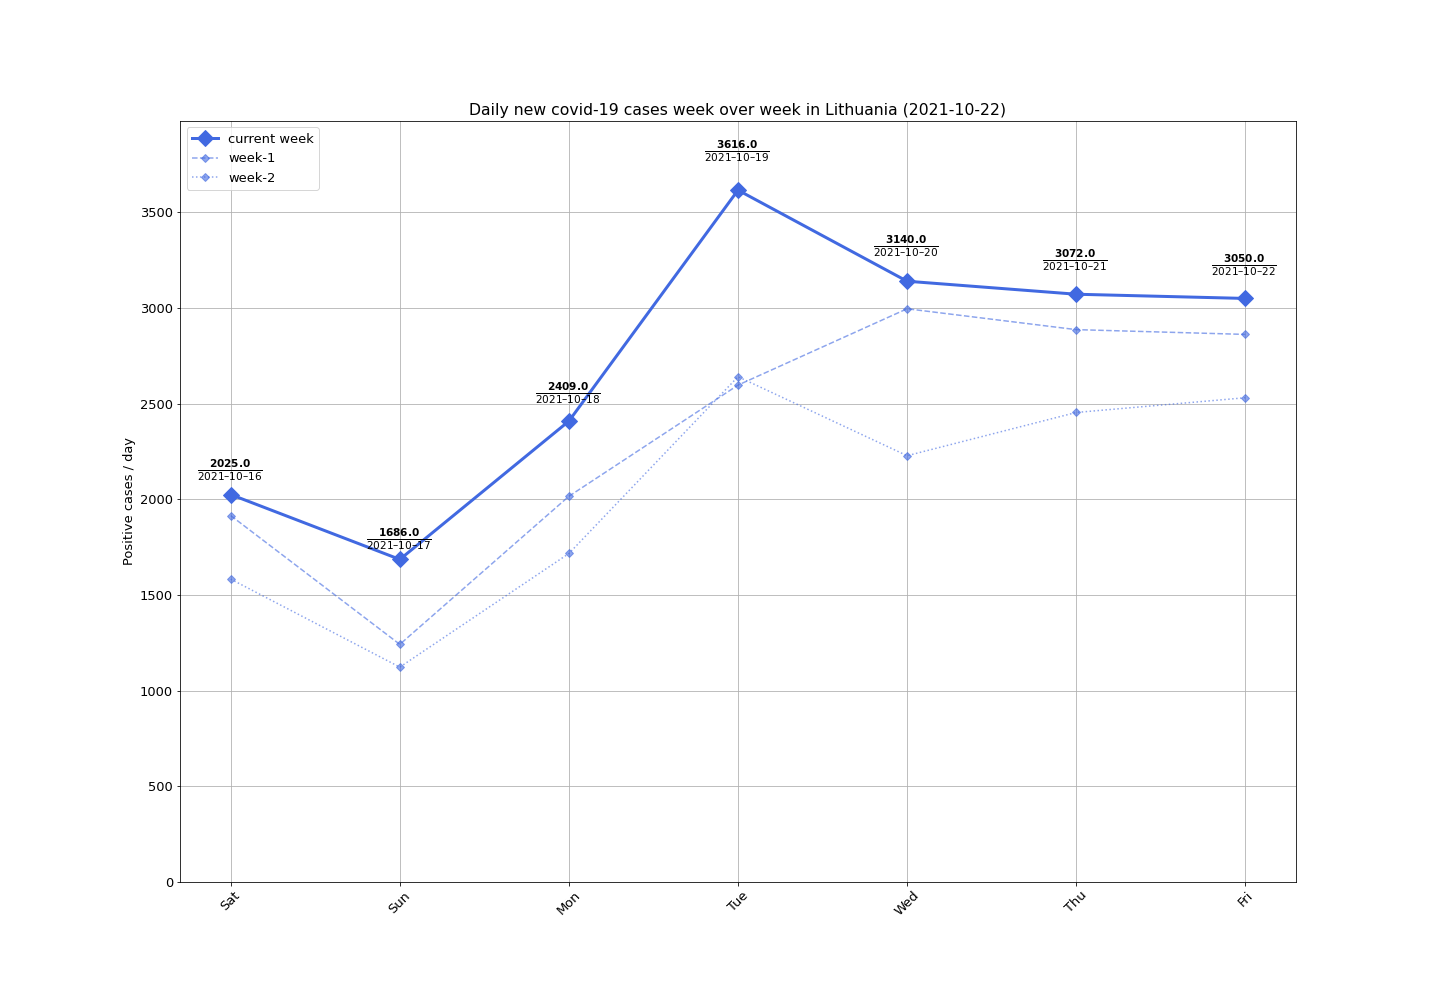 Daily new covid-19 cases week over week in Lithuania (2021-10-22)
current week
week-1
week-2
3616.0
2021–10–19
3140.0
2021–10–20
3072.0
2021–10–21
3050.0
2021–10–22
2409.0
2021–10–18
2025.0
2021–10–16
1686.0
2021–10–17
Positive cases / day
3500
3000
2500
2000
1500
1000
500
0
Sat
Sun
Mon
Tue
Wed
Thu
Fri